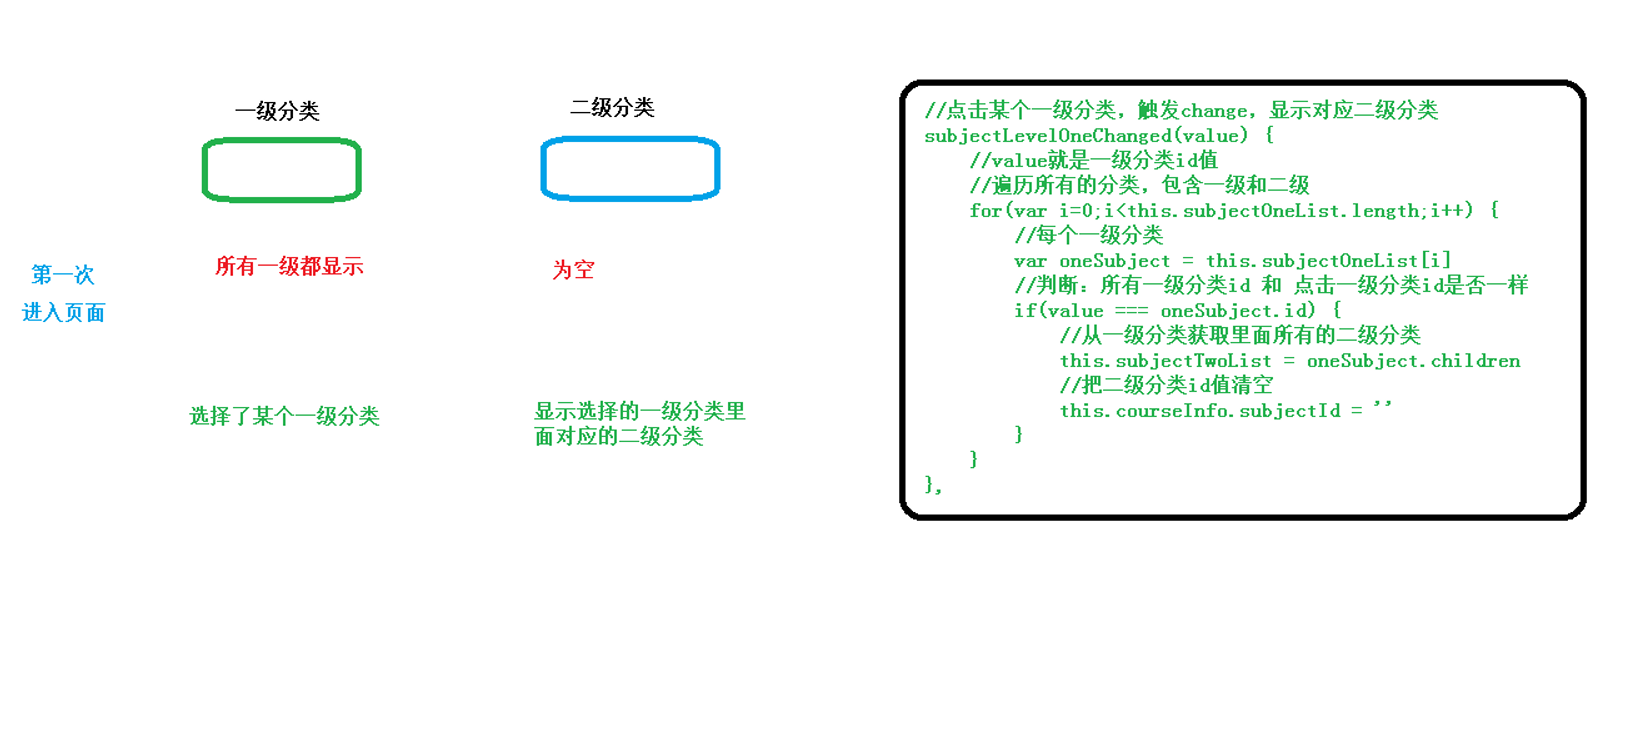 一级分类
二级分类
第一次
进入页面
所有一级都显示
为空
选择了某个一级分类
显示选择的一级分类里
面对应的二级分类
//点击某个一级分类，触发change，显示对应二级分类
subjectLevelOneChanged(value) {
//value就是一级分类id值
//遍历所有的分类，包含一级和二级
for(var i=0;i<this.subjectOneList.length;i++) {
//每个一级分类
var oneSubject = this.subjectOneList[i]
//判断：所有一级分类id 和 点击一级分类id是否一样
if(value === oneSubject.id) {
//从一级分类获取里面所有的二级分类
this.subjectTwoList = oneSubject.children
//把二级分类id值清空
this.courseInfo.subjectId = ''
}
}
},